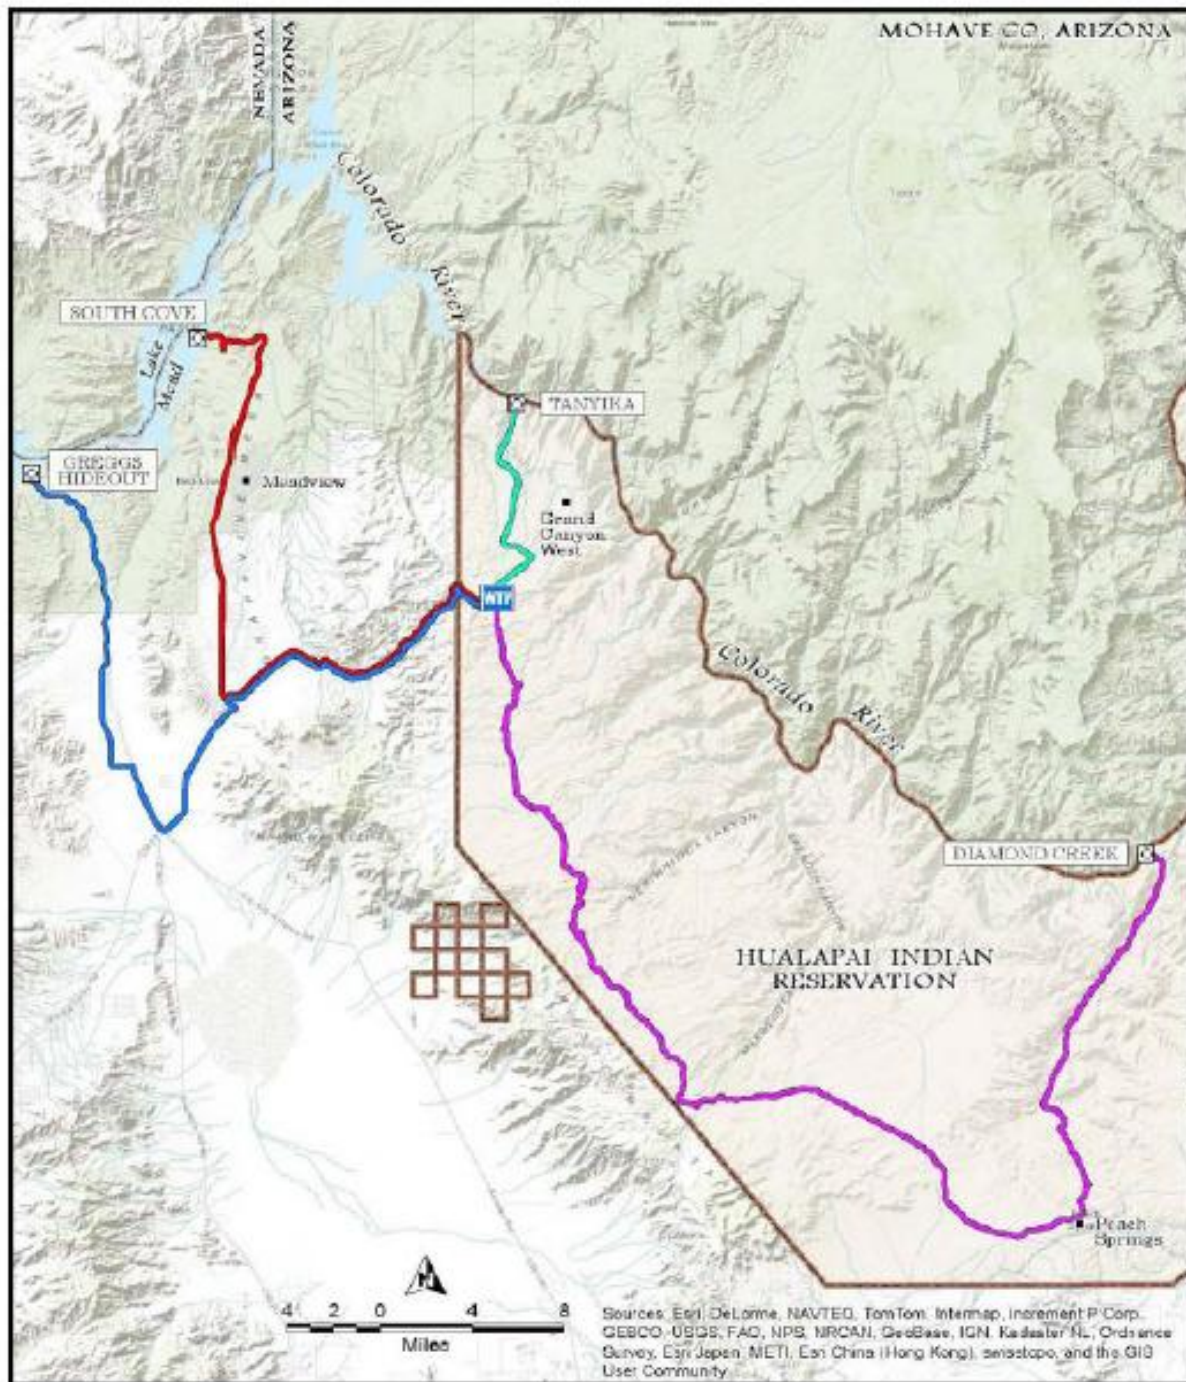 MOHAVE CO, ARIZONA
NEVADA
ARIZONA
Colorado
River
SOUTH COVE
Lake
Mead
TANYIKA
GREGGS
HIDEOUT
Meadview
Grand
Canyon
West
WTP
Colorado
River
DIAMOND CREEK
HUALAPAI INDIAN
RESERVATION
Peach
Springs
N
4 2 0 4 8
Miles
Sources: Esri, DeLorme, NAVTEQ, TomTom, Intermap, increment P Corp.,
GEBCO, USGS, FAO, NPS, NRCAN, GeoBase, IGN, Kadaster NL, Ordnance
Survey, Esri Japan, METI, Esri China (Hong Kong), swisstopo, and the GIS
User Community